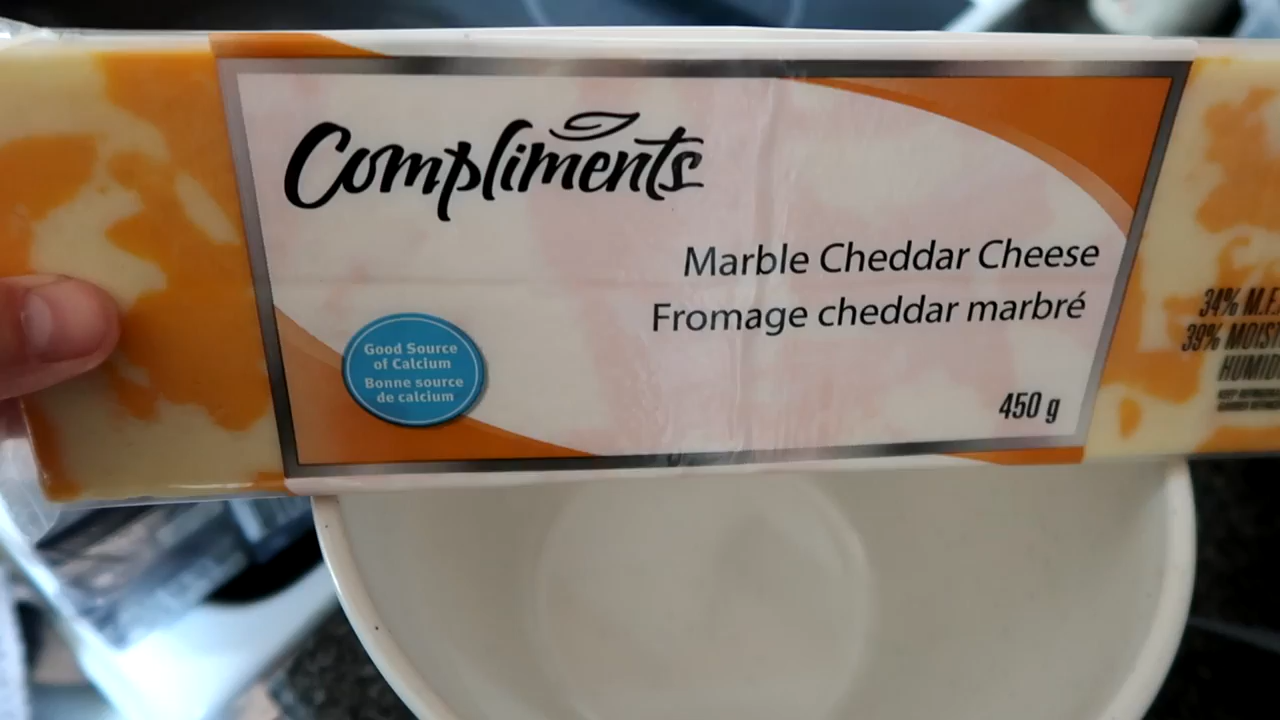 Compliments
Marble Cheddar Cheese
Fromage cheddar marbré
Good Source
of Calcium
Bonne source
de calcium
450 g
34% M.F.
39% MOIST
HUMID